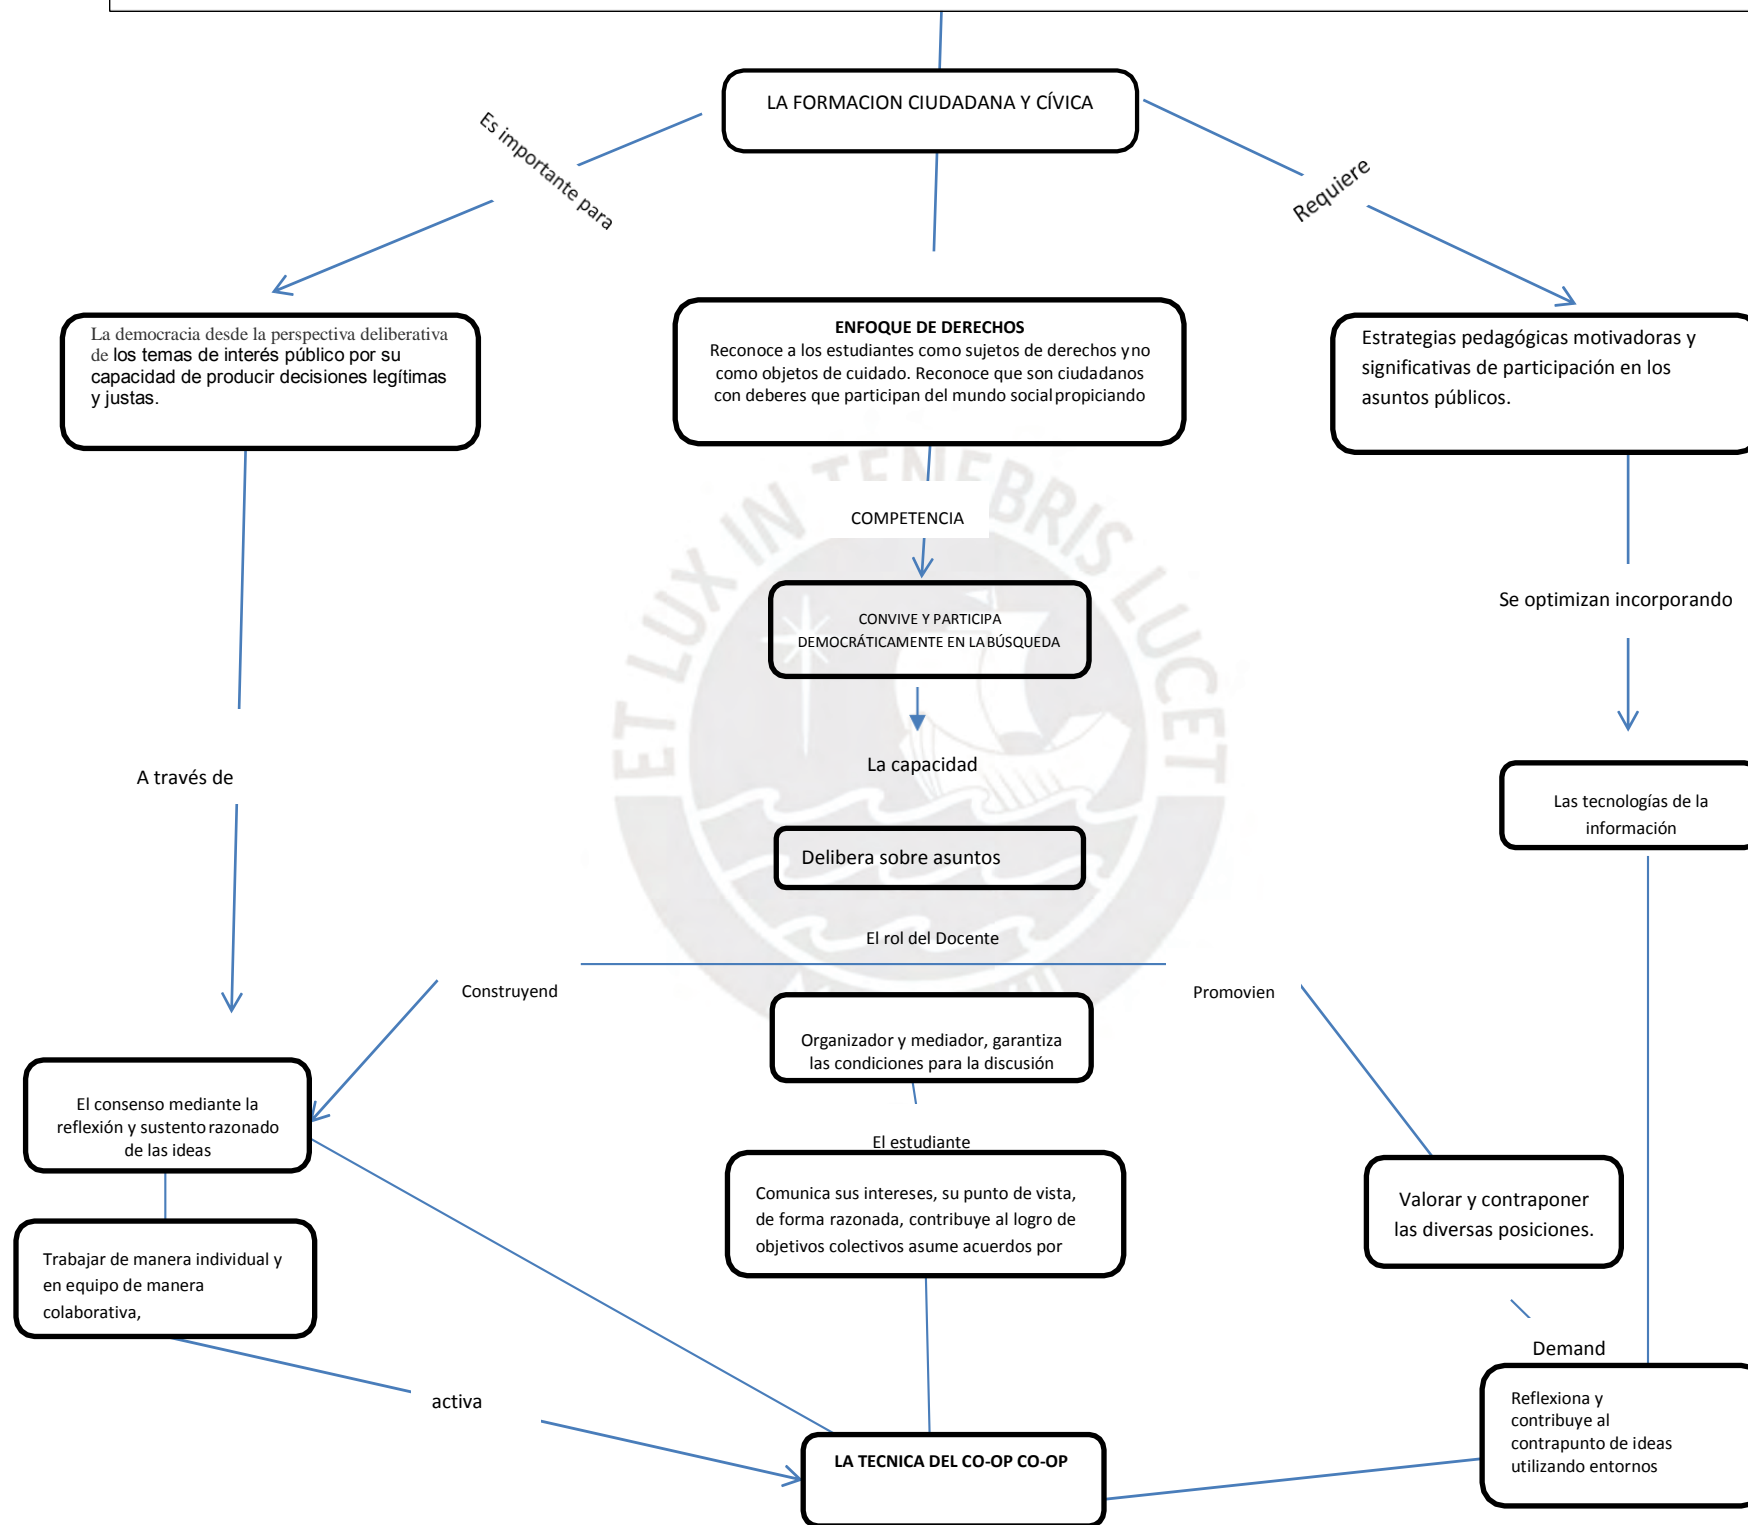 LA FORMACION CIUDADANA Y CÍVICA
Es importante para
Requiere
La democracia desde la perspectiva deliberativa
de los temas de interés público por su
capacidad de producir decisiones legítimas
y justas.
ENFOQUE DE DERECHOS
Reconoce a los estudiantes como sujetos de derechos y no
como objetos de cuidado. Reconoce que son ciudadanos
con deberes que participan del mundo social propiciando
Estrategias pedagógicas motivadoras y
significativas de participación en los
asuntos públicos.
ET LUX IN TENEBRIS LUCET
COMPETENCIA
CONVIVE Y PARTICIPA
DEMOCRÁTICAMENTE EN LA BÚSQUEDA
Se optimizan incorporando
A través de
La capacidad
Las tecnologías de la
información
Delibera sobre asuntos
El rol del Docente
Construyend
Promovien
Organizador y mediador, garantiza
las condiciones para la discusión
El consenso mediante la
reflexión y sustento razonado
de las ideas
El estudiante
Comunica sus intereses, su punto de vista,
de forma razonada, contribuye al logro de
objetivos colectivos asume acuerdos por
Valorar y contraponer
las diversas posiciones.
Trabajar de manera individual y
en equipo de manera
colaborativa,
Demand
activa
Reflexiona y
contribuye al
contrapunto de ideas
utilizando entornos
LA TECNICA DEL CO-OP CO-OP